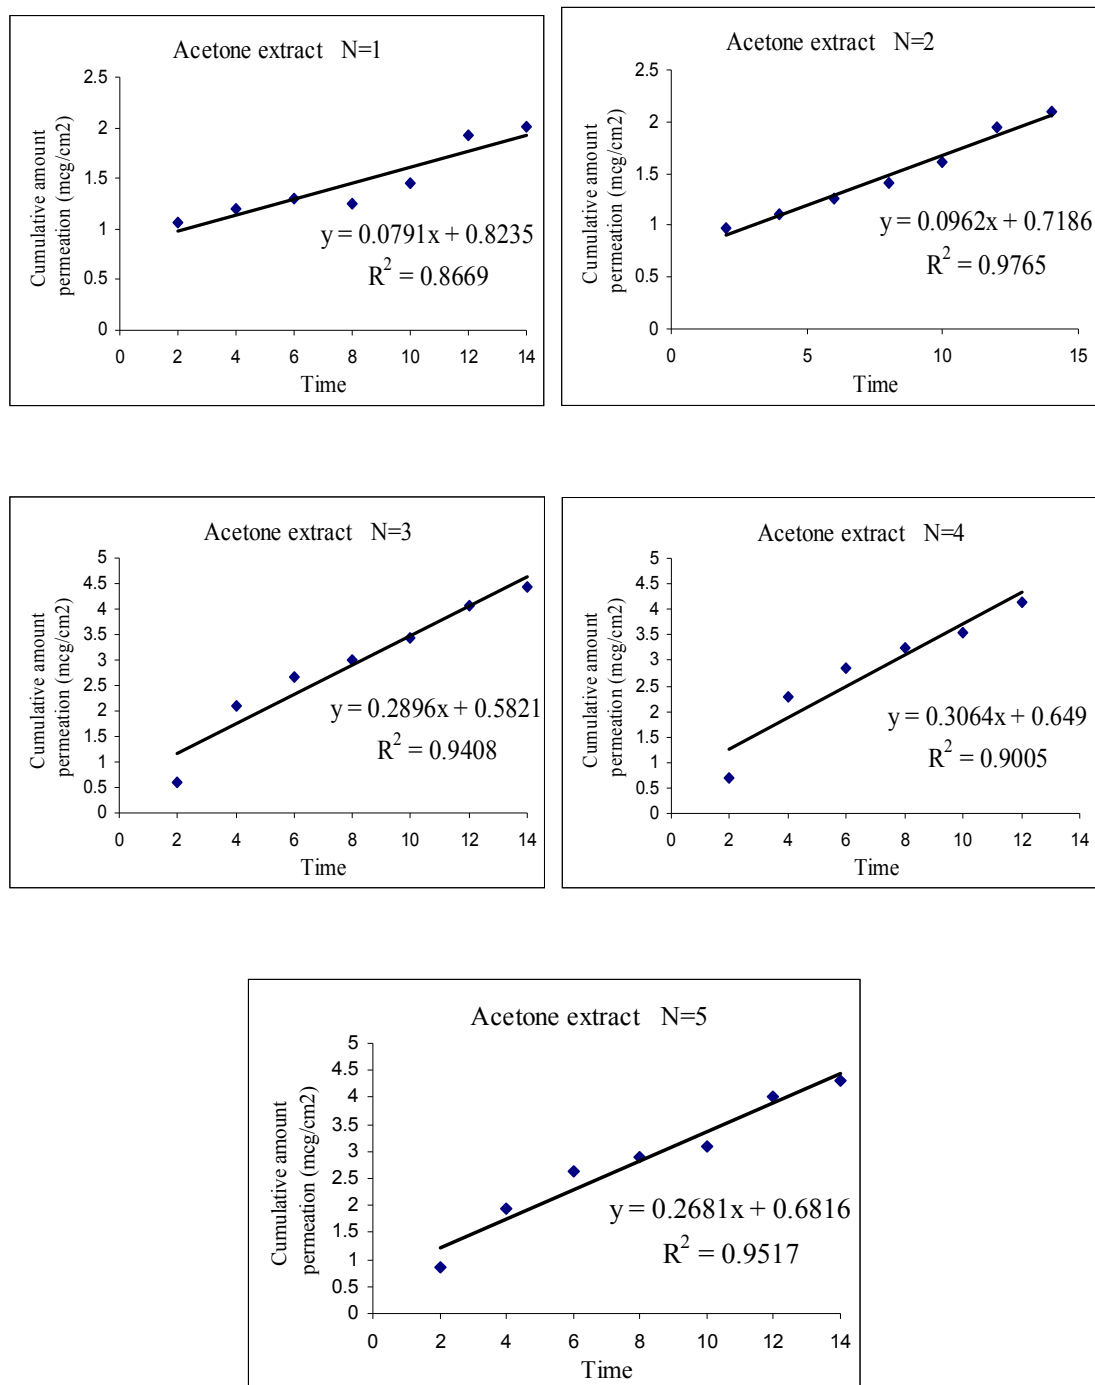 Acetone extract N=1
Cumulative amount
permeation (mcg/cm2)
2.5
2
1.5
1
0.5
0
0 2 4 6 8 10 12 14
Time
y = 0.0791x + 0.8235
R² = 0.8669
Acetone extract N=2
Cumulative amount
permeation (mcg/cm2)
2.5
2
1.5
1
0.5
0
0 5 10 15
Time
y = 0.0962x + 0.7186
R² = 0.9765
Acetone extract N=3
Cumulative amount
permeation (mcg/cm2)
5
4.5
4
3.5
3
2.5
2
1.5
1
0.5
0
0 2 4 6 8 10 12 14
Time
y = 0.2896x + 0.5821
R² = 0.9408
Acetone extract N=4
Cumulative amount
permeation (mcg/cm2)
5
4.5
4
3.5
3
2.5
2
1.5
1
0.5
0
0 2 4 6 8 10 12 14
Time
y = 0.3064x + 0.649
R² = 0.9005
Acetone extract N=5
Cumulative amount
permeation (mcg/cm2)
5
4.5
4
3.5
3
2.5
2
1.5
1
0.5
0
0 2 4 6 8 10 12 14
Time
y = 0.2681x + 0.6816
R² = 0.9517